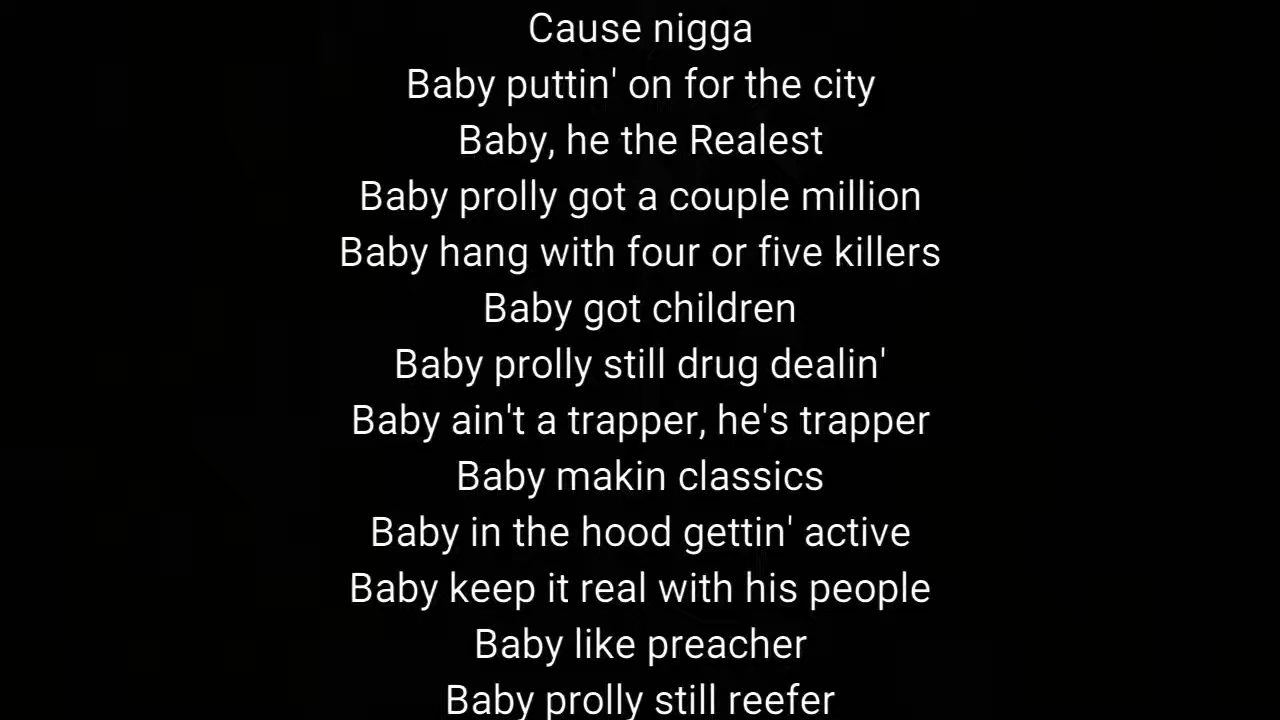 Cause nigga
Baby puttin' on for the city
Baby, he the Realest
Baby prolly got a couple million
Baby hang with four or five killers
Baby got children
Baby prolly still drug dealin'
Baby ain't a trapper, he's trapper
Baby makin classics
Baby in the hood gettin' active
Baby keep it real with his people
Baby like preacher
Baby prolly still reefer